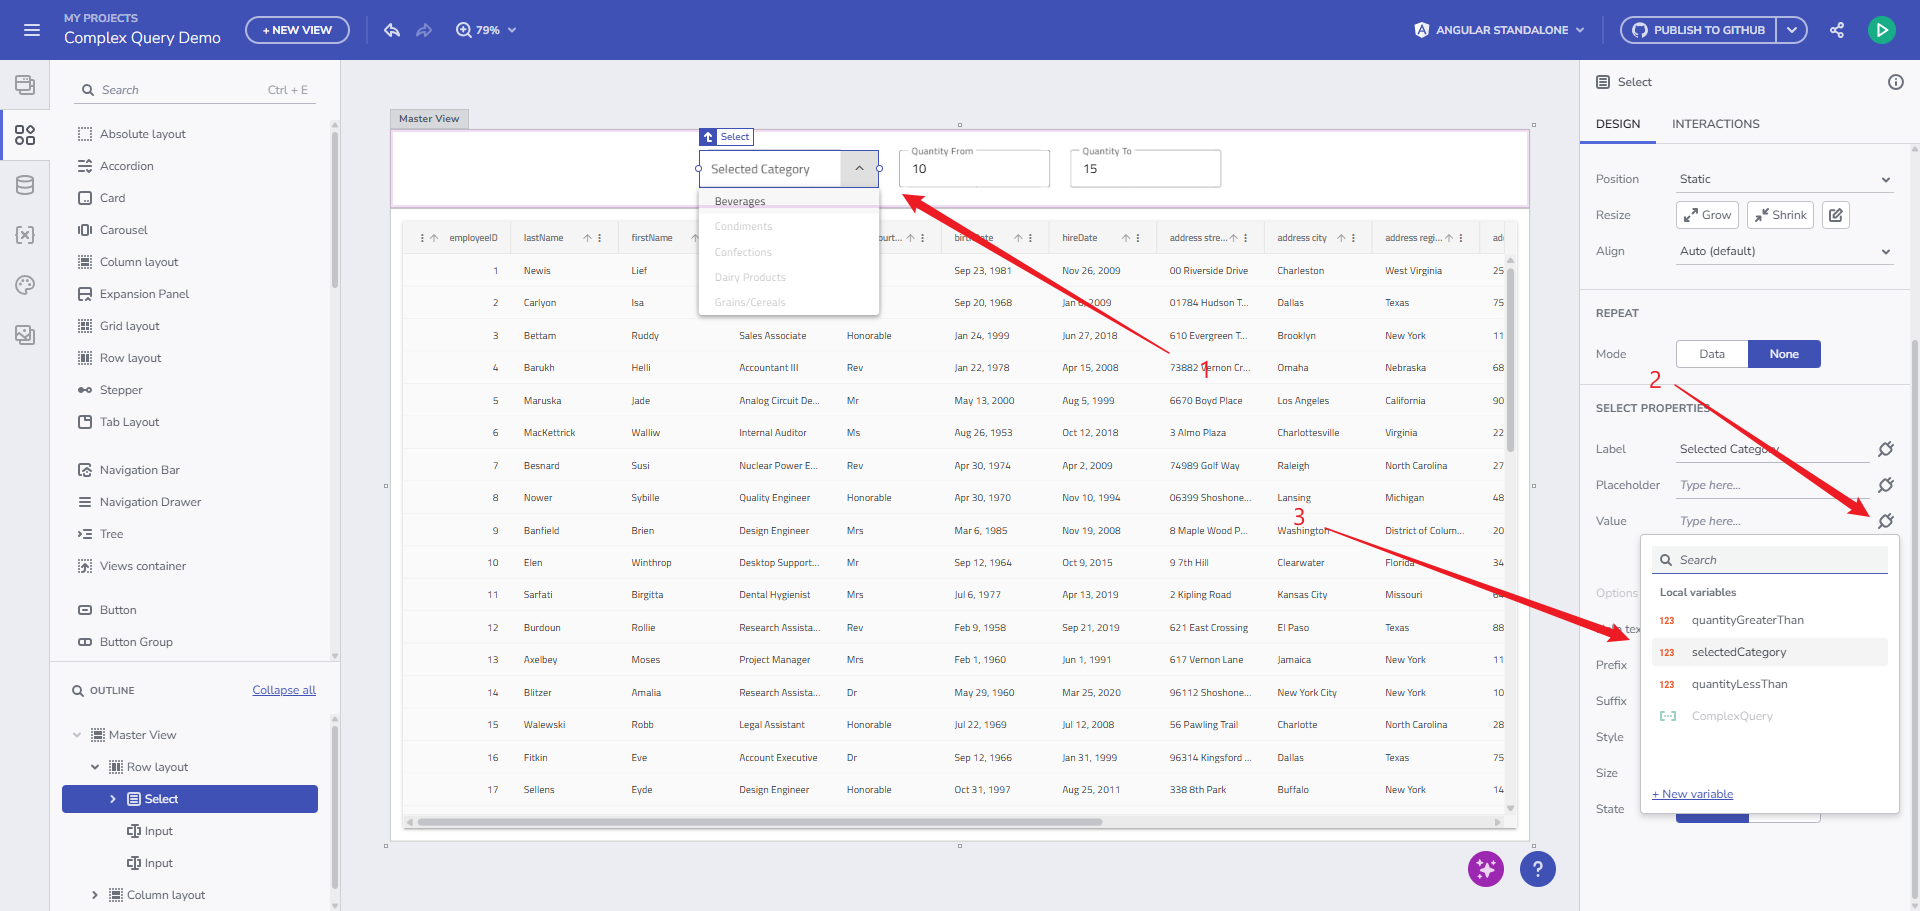 MY PROJECTS
Complex Query Demo
+ NEW VIEW
79%
ANGULAR STANDALONE
PUBLISH TO GITHUB
Search
Ctrl + E
Absolute layout
Accordion
Card
Carousel
Column layout
Expansion Panel
Grid layout
Row layout
Stepper
Tab Layout
Navigation Bar
Navigation Drawer
Tree
Views container
Button
Button Group
OUTLINE
Collapse all
Master View
Row layout
Select
Input
Input
Column layout
Master View
Select
Selected Category
Quantity From
10
Quantity To
15
Beverages
Condiments
Confections
Dairy Products
Grains/Cereals
employeeID lastName firstName ourt... hireDate address stre... address city address regi...
1 Newis Lief Sep 23, 1981 Nov 26, 2009 00 Riverside Drive Charleston West Virginia 25
2 Carlyon Isa Sep 20, 1968 2009 01784 Hudson T... Dallas Texas 75
3 Bettam Ruddy Sales Associate Honorable Jan 24, 1999 Jun 27, 2018 610 Evergreen T... Brooklyn New York 11
4 Barukh Helli Accountant III Rev Jan 22, 1978 Apr 15, 2008 73882 Vernon Cr... Omaha Nebraska 68
5 Maruska Jade Analog Circuit De... Mr May 13, 2000 Aug 5, 1999 6670 Boyd Place Los Angeles California 90
6 MacKettrick Walliw Internal Auditor Ms Aug 26, 1953 Oct 12, 2018 3 Almo Plaza Charlottesville Virginia 22
7 Besnard Susi Nuclear Power E... Rev Apr 30, 1974 Apr 2, 2009 74989 Golf Way Raleigh North Carolina 27
8 Nower Sybille Quality Engineer Honorable Apr 30, 1970 Nov 10, 1994 06399 Shoshone... Lansing Michigan 48
9 Banfield Brien Design Engineer Mrs Mar 6, 1985 Nov 19, 2008 8 Maple Wood P... Washington District of Colum... 20
10 Elen Winthrop Desktop Support... Mr Sep 12, 1964 Oct 9, 2015 9 7th Hill Clearwater Florida 34
11 Sarfati Birgitta Dental Hygienist Mrs Jul 6, 1977 Apr 13, 2019 2 Kipling Road Kansas City Missouri
12 Burdoun Rollie Research Assista... Rev Feb 9, 1958 Sep 21, 2019 621 East Crossing El Paso Texas 88
13 Axelbey Moses Project Manager Mrs Feb 1, 1960 Jun 1, 1991 617 Vernon Lane Jamaica New York 11
14 Blitzer Amalia Research Assista... Dr May 29, 1960 Mar 25, 2020 96112 Shoshone... New York City New York 10
15 Walewski Robb Legal Assistant Honorable Jul 22, 1969 Jul 12, 2008 56 Pawling Trail Charlotte North Carolina 28
16 Fitkin Eve Account Executive Dr Sep 12, 1966 Jan 31, 1999 96314 Kingsford ... Dallas Texas 75
17 Sellens Eyde Design Engineer Honorable Oct 31, 1997 Aug 25, 2011 338 8th Park Buffalo New York 14
1
2
3
Select
DESIGN
INTERACTIONS
Position
Static
Resize
Grow
Shrink
Align
Auto (default)
REPEAT
Mode
Data
None
SELECT PROPERTIES
Label
Selected Category
Placeholder
Type here...
Value
Type here...
Options
Prefix
Suffix
Style
Size
State
Search
Local variables
123 quantityGreaterThan
123 selectedCategory
123 quantityLessThan
ComplexQuery
+ New variable
?